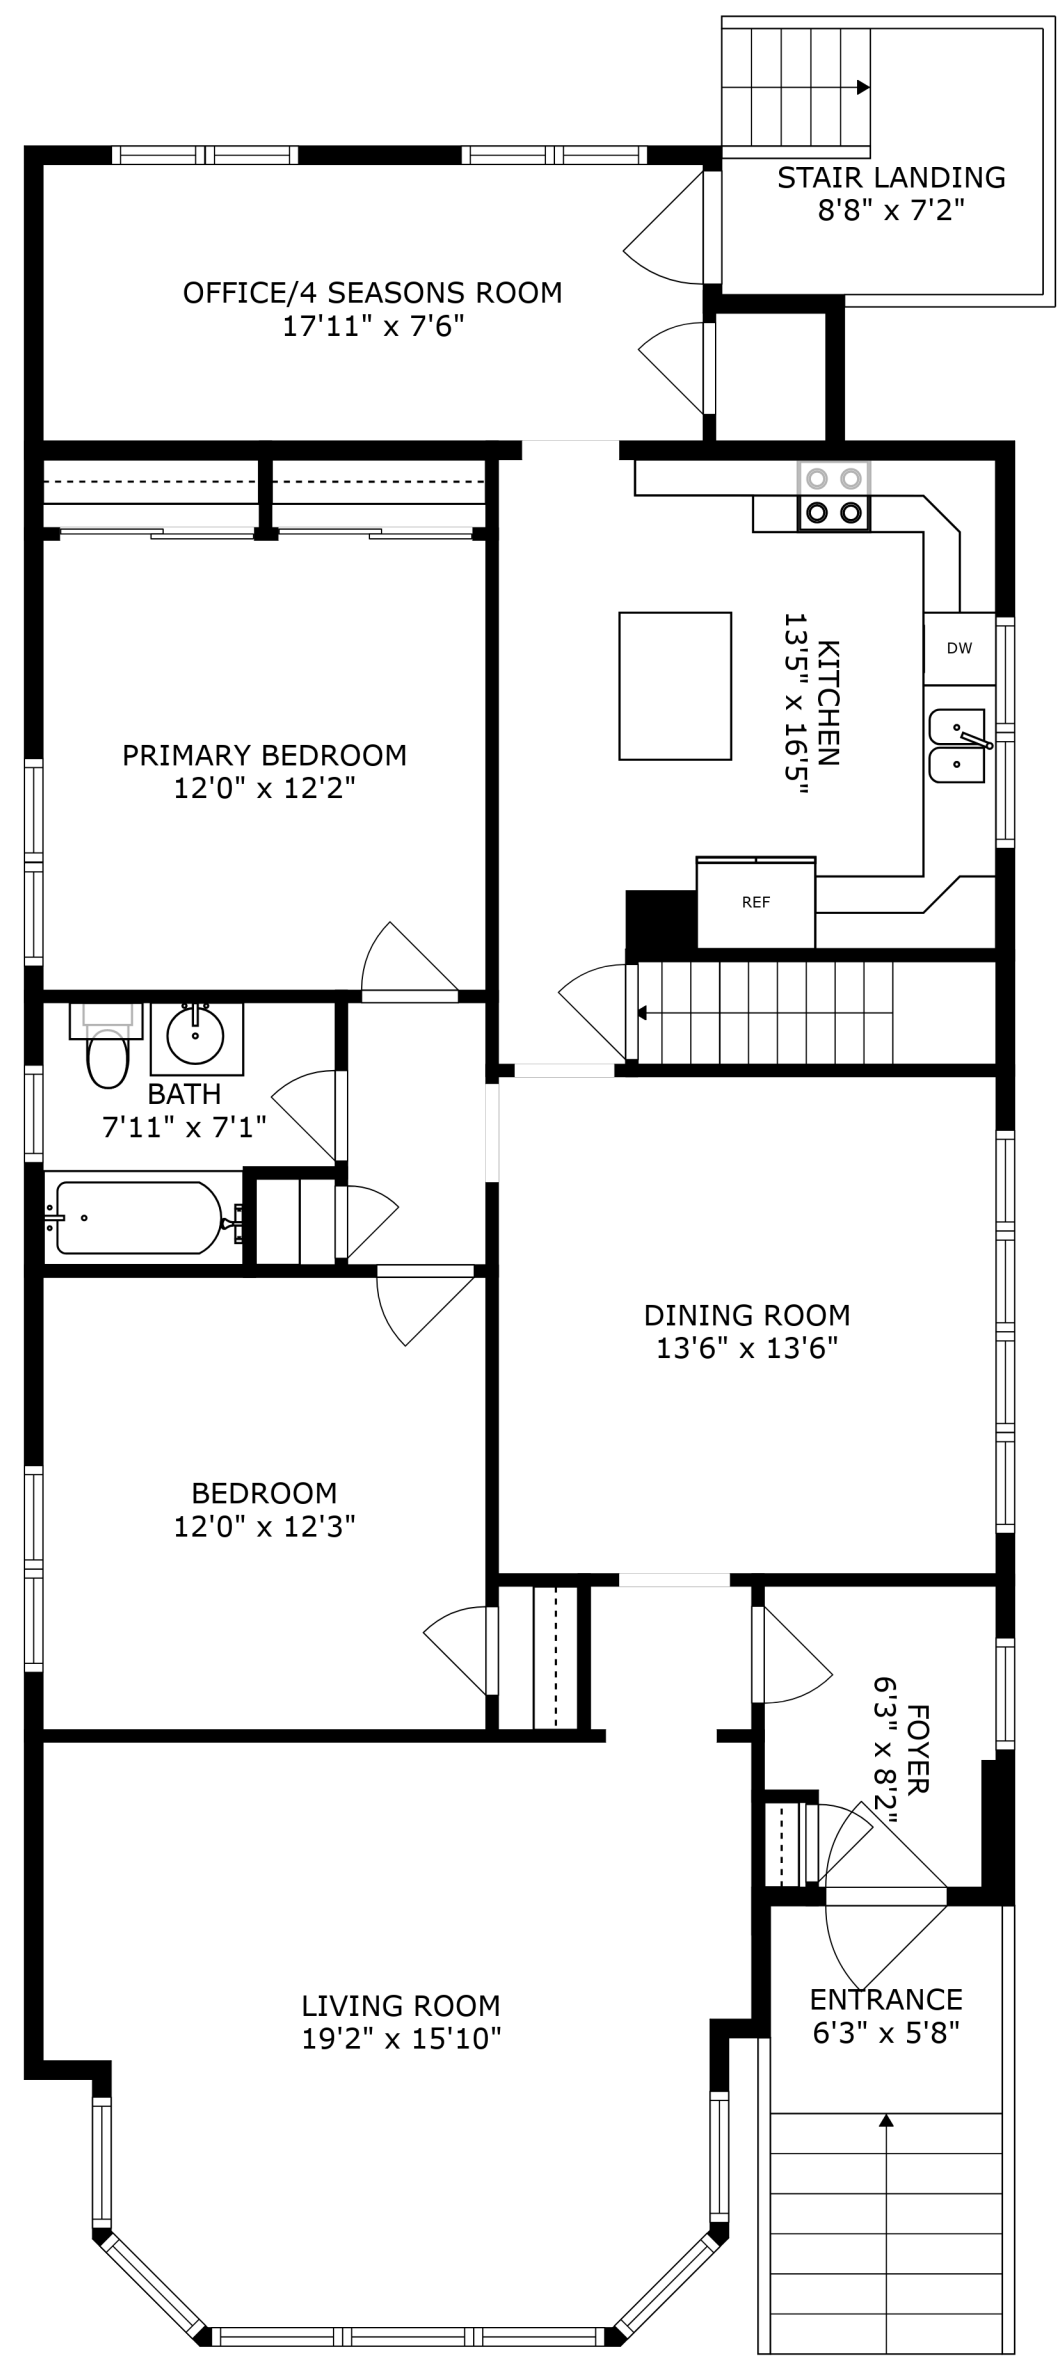 STAIR LANDING
8'8" x 7'2"
OFFICE/4 SEASONS ROOM
17'11" x 7'6"
KITCHEN
13'5" x 16'5"
DW
PRIMARY BEDROOM
12'0" x 12'2"
REF
BATH
7'11" x 7'1"
DINING ROOM
13'6" x 13'6"
BEDROOM
12'0" x 12'3"
FOYER
6'3" x 8'2"
LIVING ROOM
19'2" x 15'10"
ENTRANCE
6'3" x 5'8"